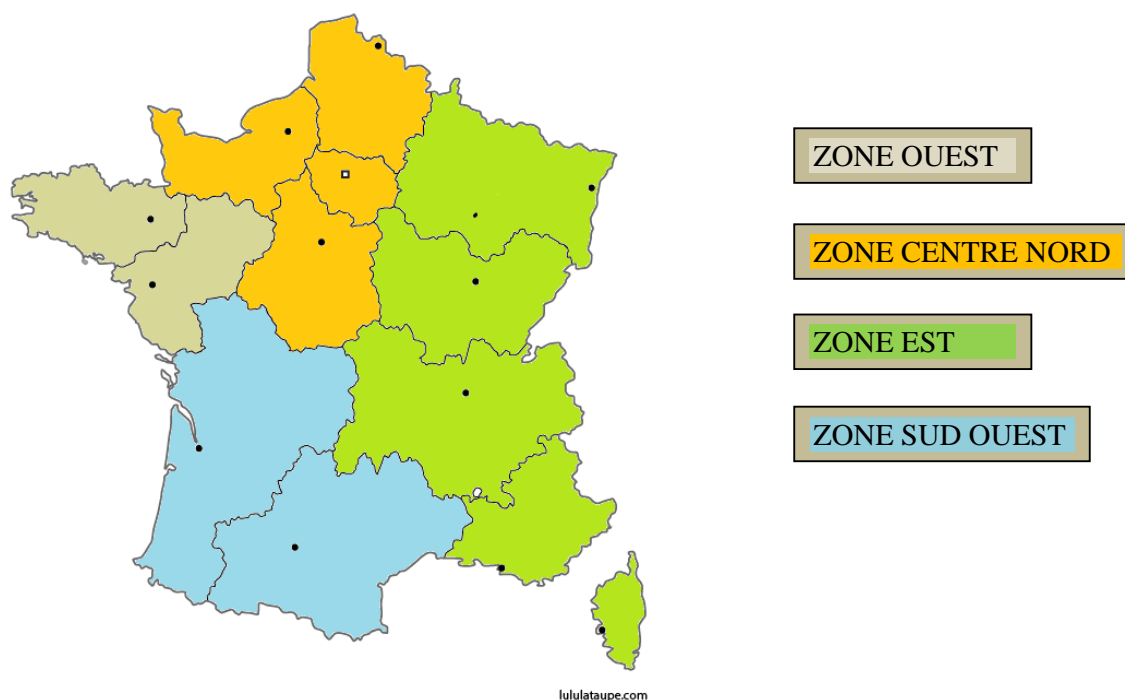 ZONE OUEST
ZONE CENTRE NORD
ZONE EST
ZONE SUD OUEST
lululataupe.com